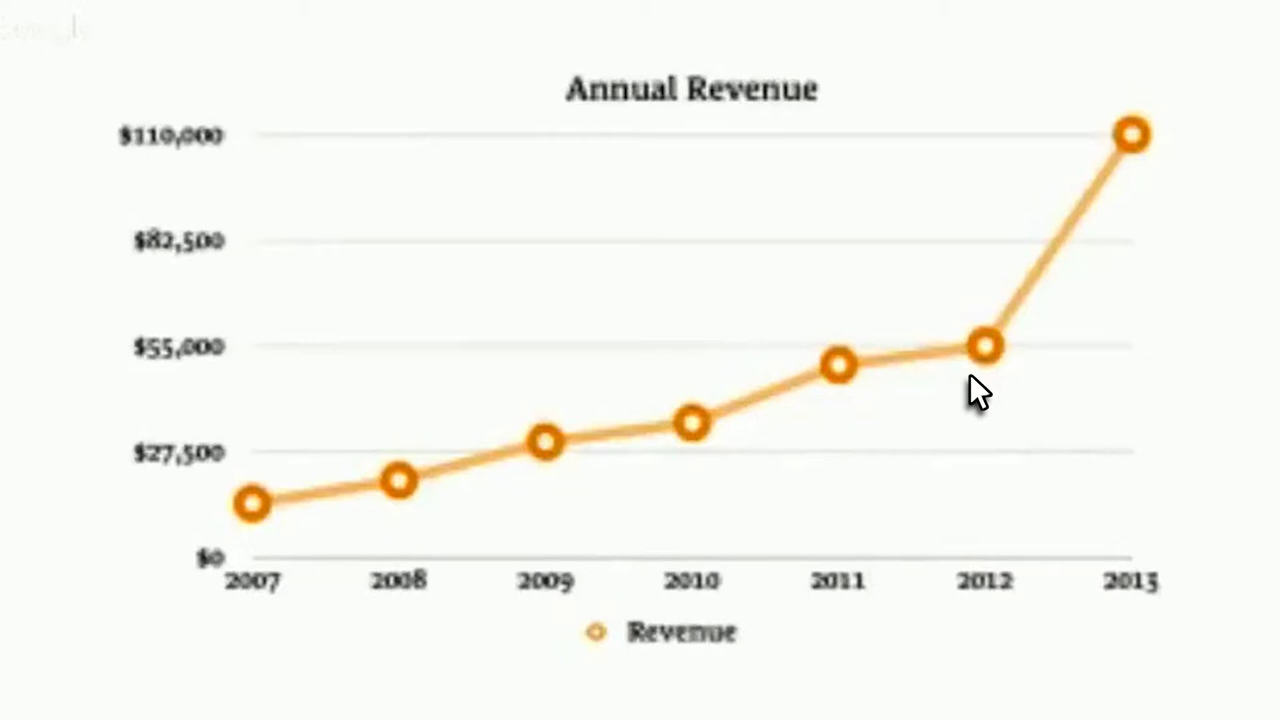 Annual Revenue
$110,000
$82,500
$55,000
$27,500
$0
2007 2008 2009 2010 2011 2012 2013
Revenue